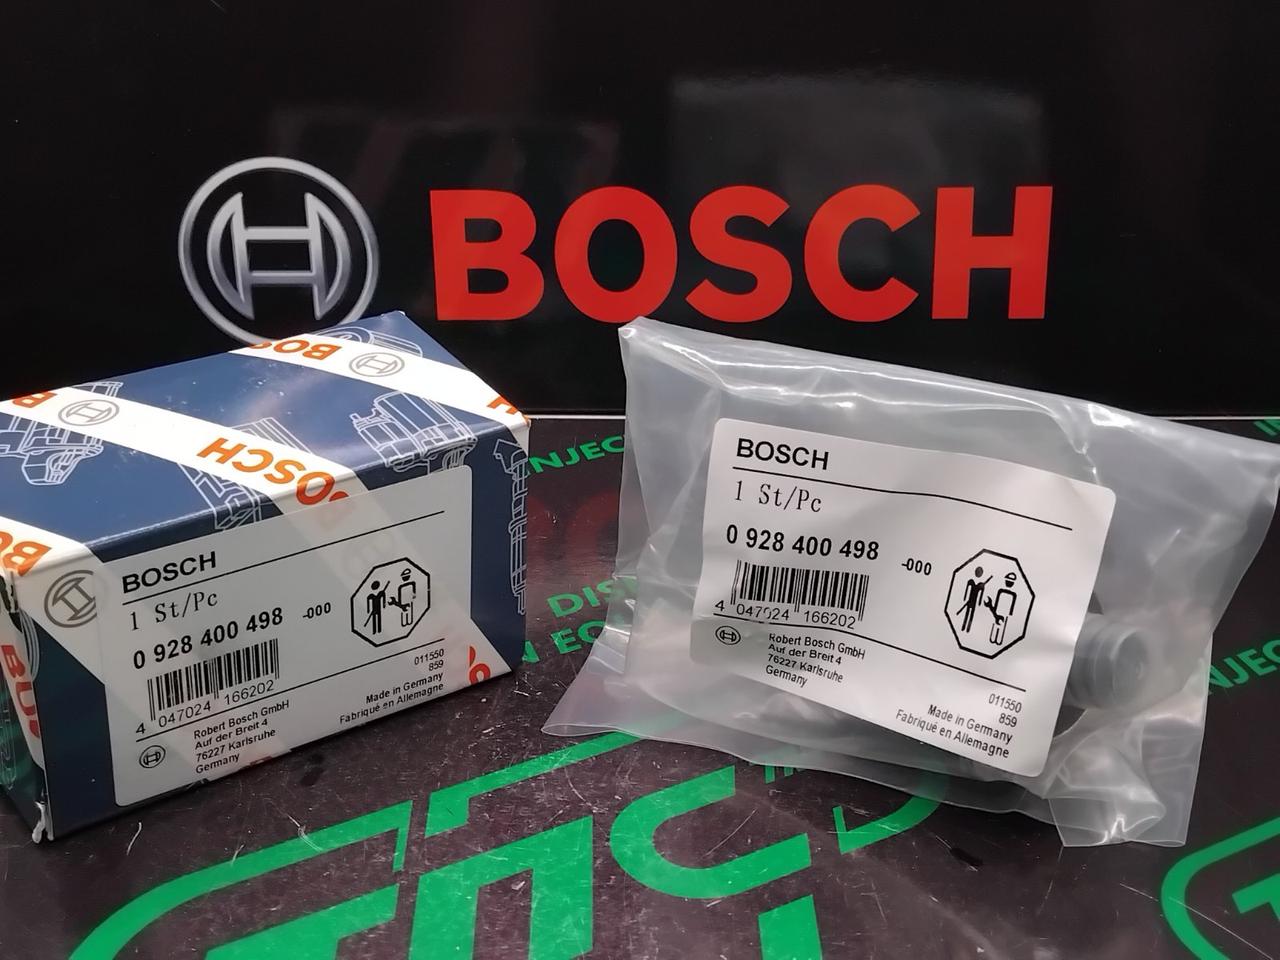 BOSCH
BOSCH
BOSCH
BOSCH
1 St/Pc
0 928 400 498 -000
4 047024 166202
Robert Bosch GmbH
Auf der Breit 4
76227 Karlsruhe
Germany
011550
859
Made in Germany
Fabriqué en Allemagne
BOSCH
1 St/Pc
0 928 400 498 -000
4 047024 166202
Robert Bosch GmbH
Auf der Breit 4
76227 Karlsruhe
Germany
011550
859
Made in Germany
Fabriqué en Allemagne